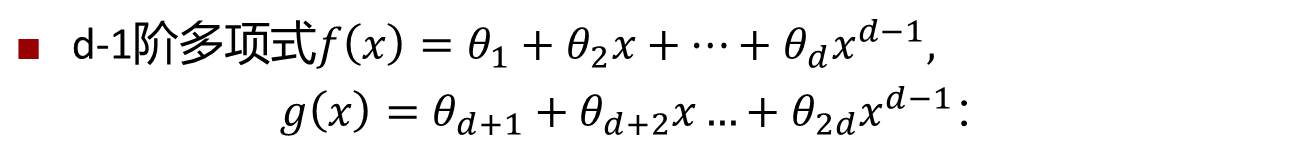 ■ d-1阶多项式f(x) = θ₁ + θ₂x + ⋯ + θ_d x^{d−1},
g(x) = θ_{d+1} + θ_{d+2}x … + θ_{2d}x^{d−1}: